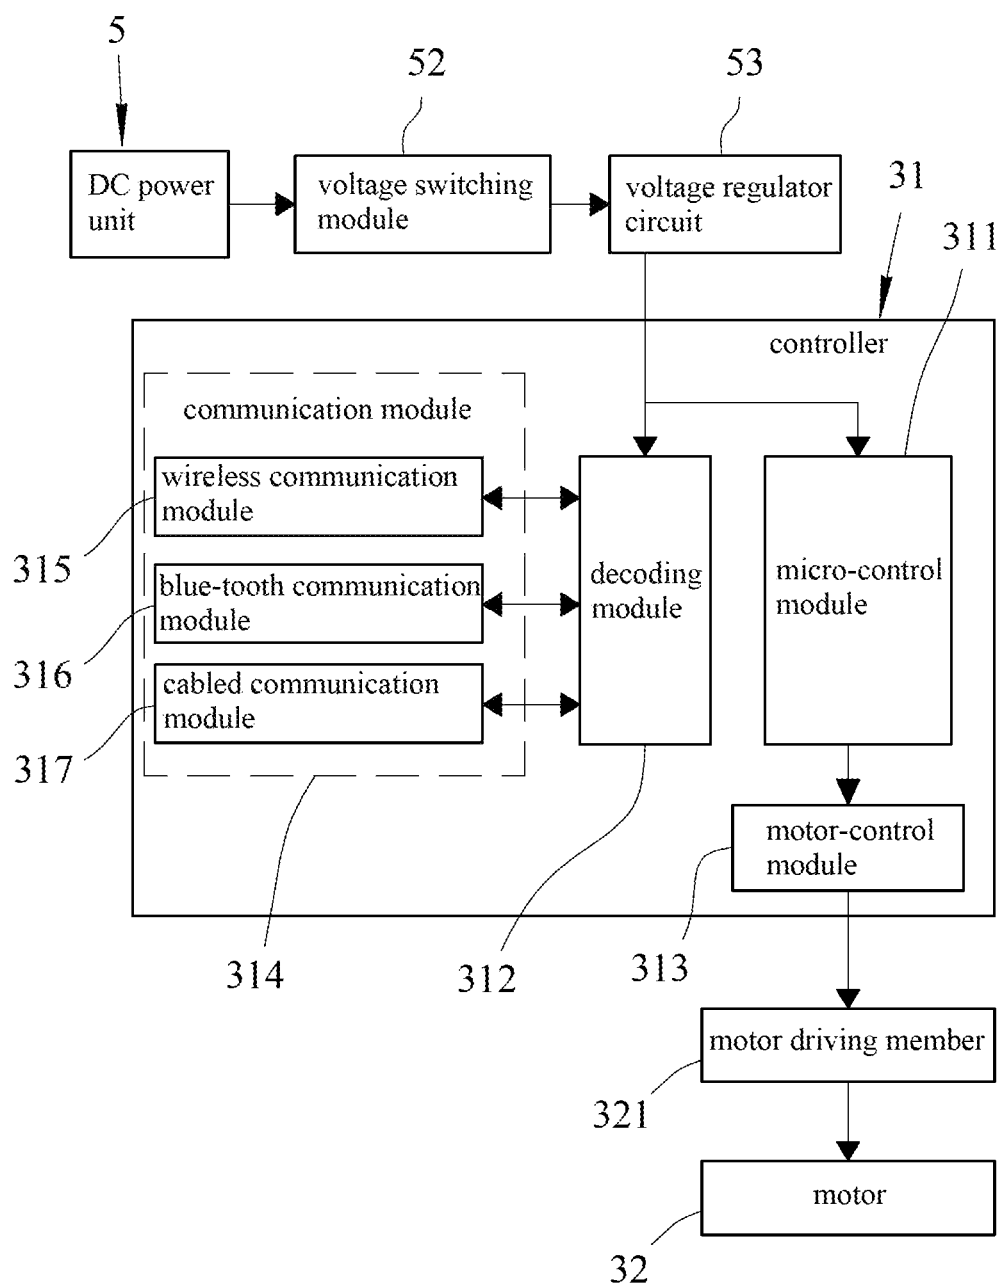 5
52
53
DC power
unit
voltage switching
module
voltage regulator
circuit
31
311
controller
communication module
wireless communication
module
315
blue-tooth communication
module
316
cabled communication
module
317
decoding
module
micro-control
module
motor-control
module
314
312
313
motor driving member
321
motor
32